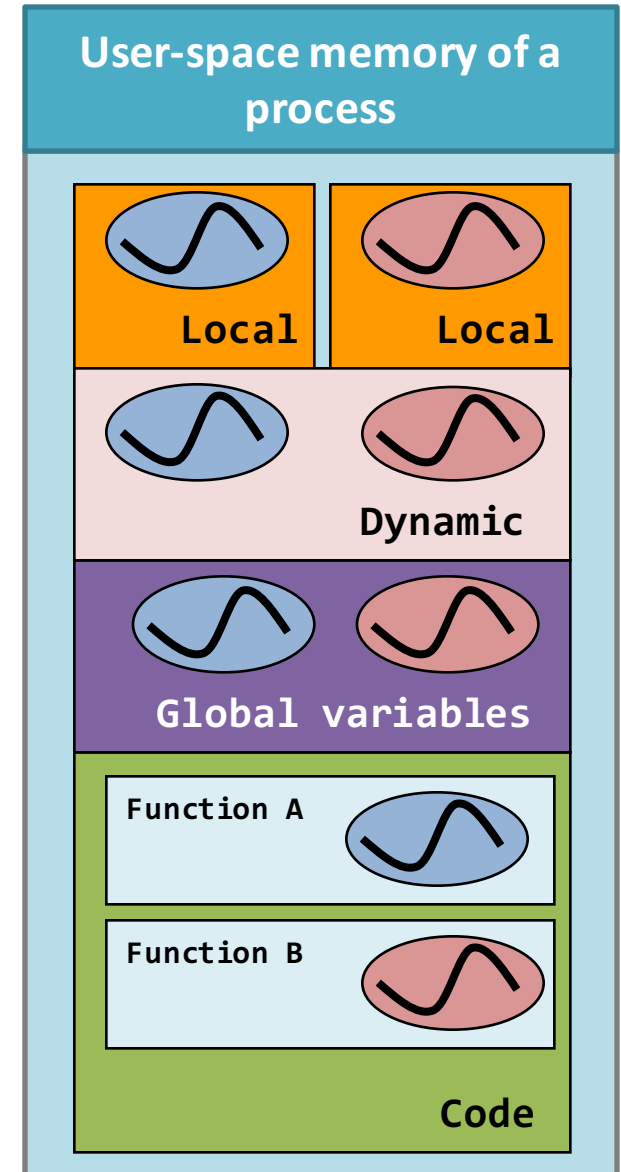 User-space memory of a
process
Local
Local
Dynamic
Global variables
Function A
Function B
Code